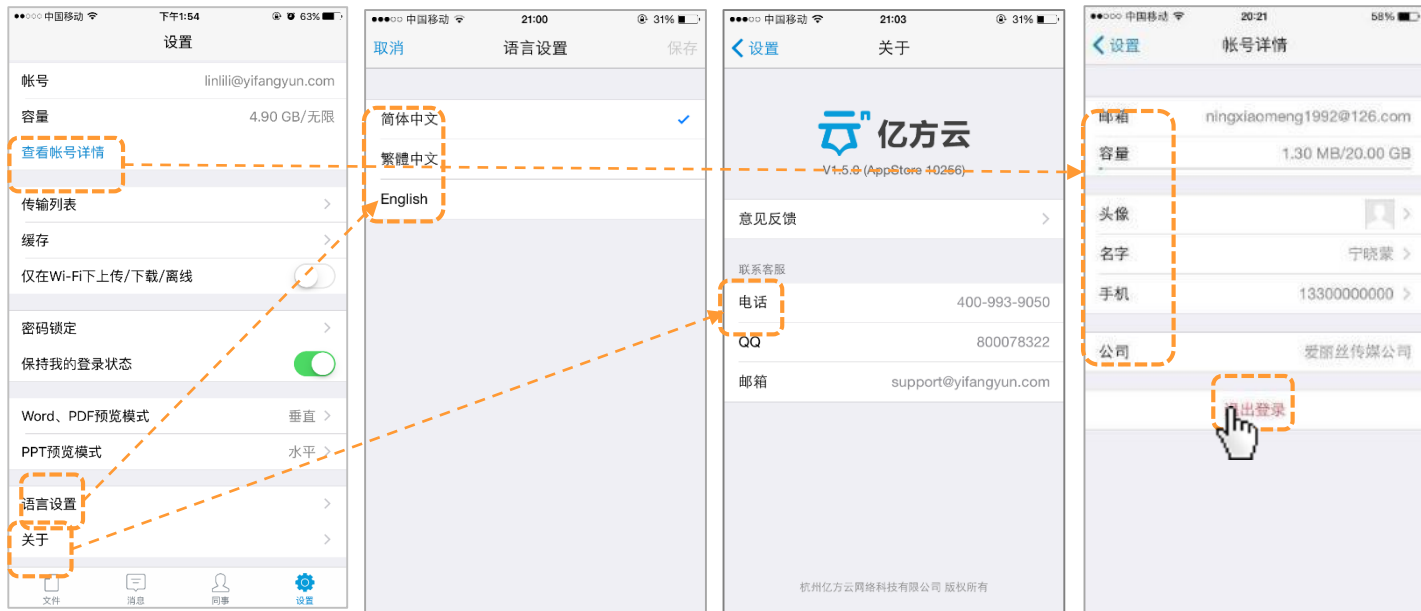 中国移动 下午1:54 63%
设置
帐号 linlili@yifangyun.com
容量 4.90 GB/无限
查看帐号详情
传输列表
缓存
仅在Wi-Fi下上传/下载/离线
密码锁定
保持我的登录状态
Word、PDF预览模式 垂直
PPT预览模式 水平
语言设置
关于
文件 消息 同事 设置
中国移动 21:00 31%
取消 语言设置 保存
简体中文
繁體中文
English
中国移动 21:03 31%
设置 关于
亿方云
V1.5.0 (AppStore 10256)
意见反馈
联系客服
电话 400-993-9050
QQ 800078322
邮箱 support@yifangyun.com
杭州亿方云网络科技有限公司 版权所有
中国移动 20:21 58%
设置 帐号详情
邮箱 ningxiaomeng1992@126.com
容量 1.30 MB/20.00 GB
头像
名字 宁晓蒙
手机 13300000000
公司 爱丽丝传媒公司
退出登录